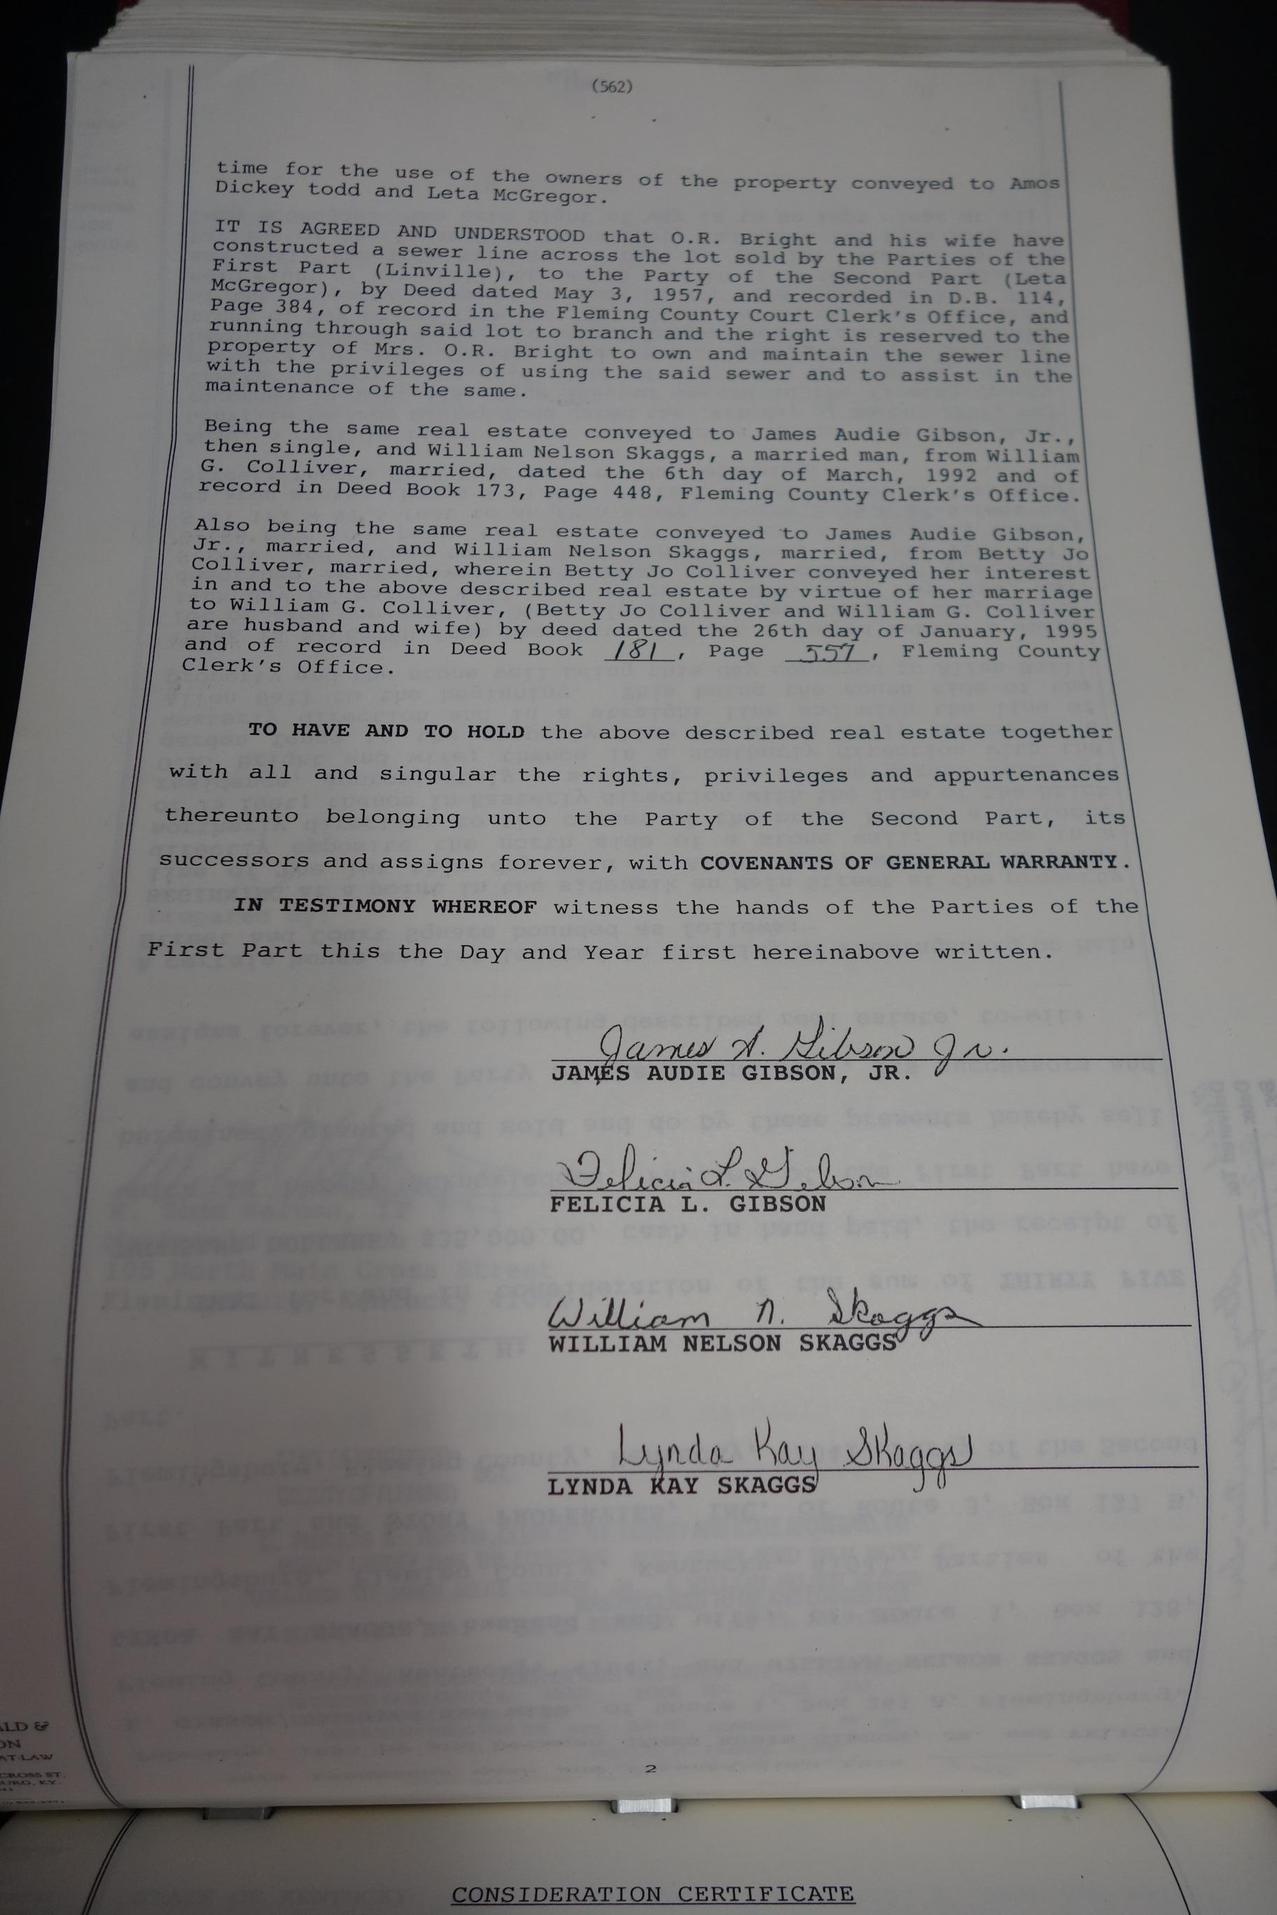 (562)
time for the use of the owners of the property conveyed to Amos
Dickey todd and Leta McGregor.
IT IS AGREED AND UNDERSTOOD that O.R. Bright and his wife have
constructed a sewer line across the lot sold by the Parties of the
First Part (Linville), to the Party of the Second Part (Leta
McGregor), by Deed dated May 3, 1957, and recorded in D.B. 114,
Page 384, of record in the Fleming County Court Clerk's Office, and
running through said lot to branch and the right is reserved to the
property of Mrs. O.R. Bright to own and maintain the sewer line
with the privileges of using the said sewer and to assist in the
maintenance of the same.
Being the same real estate conveyed to James Audie Gibson, Jr.,
then single, and William Nelson Skaggs, a married man, from William
G. Colliver, married, dated the 6th day of March, 1992 and of
record in Deed Book 173, Page 448, Fleming County Clerk's Office.
Also being the same real estate conveyed to James Audie Gibson,
Jr., married, and William Nelson Skaggs, married, from Betty Jo
Colliver, married, wherein Betty Jo Colliver conveyed her interest
in and to the above described real estate by virtue of her marriage
to William G. Colliver, (Betty Jo Colliver and William G. Colliver
are husband and wife) by deed dated the 26th day of January, 1995
and of record in Deed Book 181, Page 557, Fleming County
Clerk's Office.
TO HAVE AND TO HOLD the above described real estate together
with all and singular the rights, privileges and appurtenances
thereunto belonging unto the Party of the Second Part, its
successors and assigns forever, with COVENANTS OF GENERAL WARRANTY.
IN TESTIMONY WHEREOF witness the hands of the Parties of the
First Part this the Day and Year first hereinabove written.
James A. Gibson Jr.
JAMES AUDIE GIBSON, JR.
Felicia L. Gibson
FELICIA L. GIBSON
William N. Skaggs
WILLIAM NELSON SKAGGS
Lynda Kay Skaggs
LYNDA KAY SKAGGS
ALD &
ON
AT-LAW
CROSS ST.
URG, KY.
2
CONSIDERATION CERTIFICATE